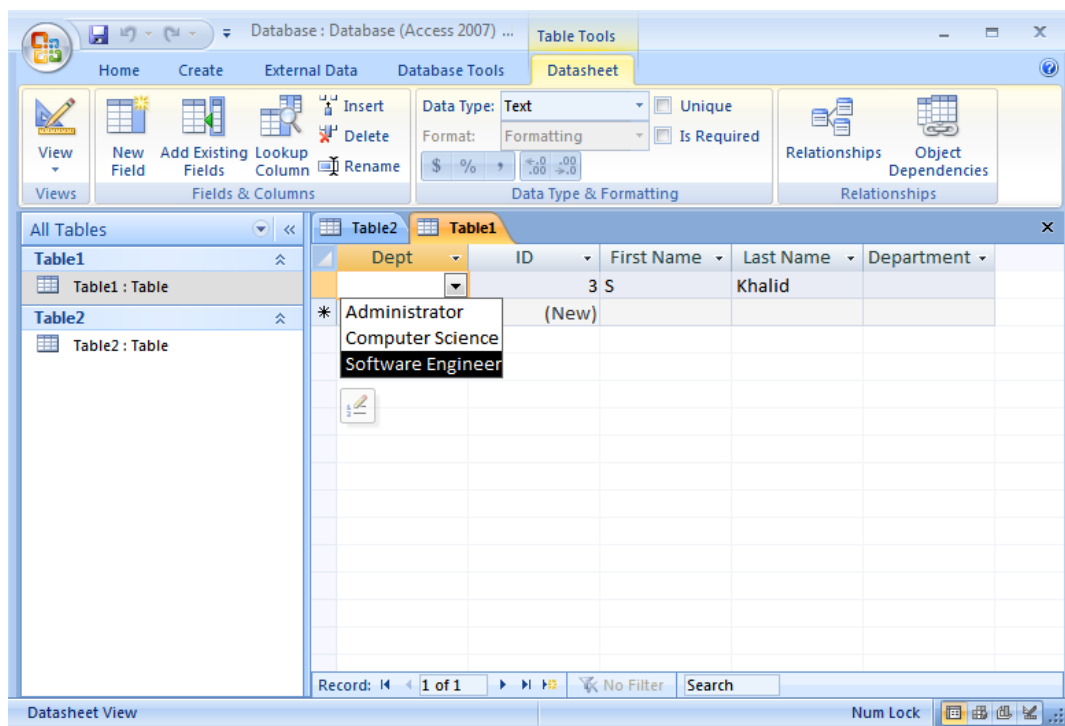 Database : Database (Access 2007) ... Table Tools
Home Create External Data Database Tools Datasheet
View
Views
New Field
Add Existing Fields
Lookup Column
Insert
Delete
Rename
Fields & Columns
Data Type: Text
Unique
Format: Formatting
Is Required
$ % , .0 .00 .00 .0
Data Type & Formatting
Relationships
Object Dependencies
Relationships
All Tables
Table1
Table1 : Table
Table2
Table2 : Table
Table2 Table1
Dept ID First Name Last Name Department
3 S Khalid
* (New)
Administrator
Computer Science
Software Engineer
Record: 1 of 1 No Filter Search
Datasheet View Num Lock